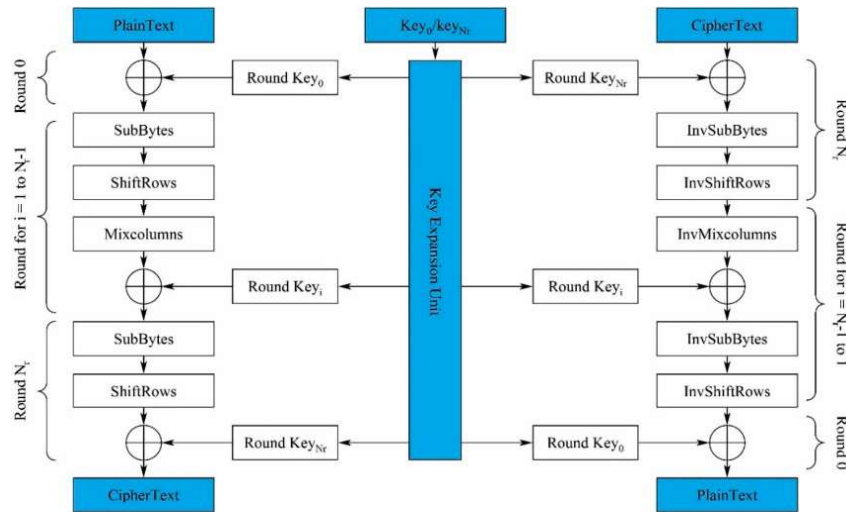 PlainText
Key0/keyNr
CipherText
Round 0
Round Key0
Round KeyNr
Round Nr
SubBytes
InvSubBytes
ShiftRows
InvShiftRows
Round for i = 1 to Nr-1
Mixcolumns
Key Expansion Unit
InvMixcolumns
Round for i = Nr-1 to 1
Round Keyi
Round Keyi
SubBytes
InvSubBytes
Round Nr
ShiftRows
InvShiftRows
Round KeyNr
Round Key0
Round 0
CipherText
PlainText